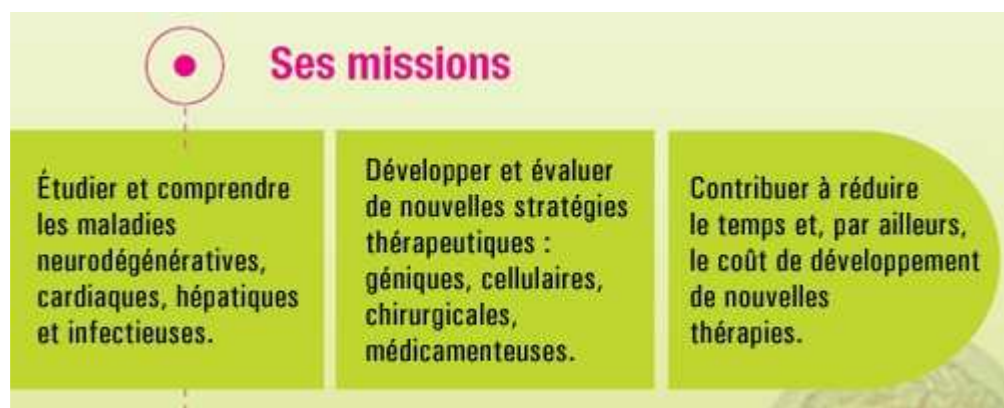 Ses missions
Étudier et comprendre
les maladies
neurodégénératives,
cardiaques, hépatiques
et infectieuses.
Développer et évaluer
de nouvelles stratégies
thérapeutiques :
géniques, cellulaires,
chirurgicales,
médicamenteuses.
Contribuer à réduire
le temps et, par ailleurs,
le coût de développement
de nouvelles
thérapies.